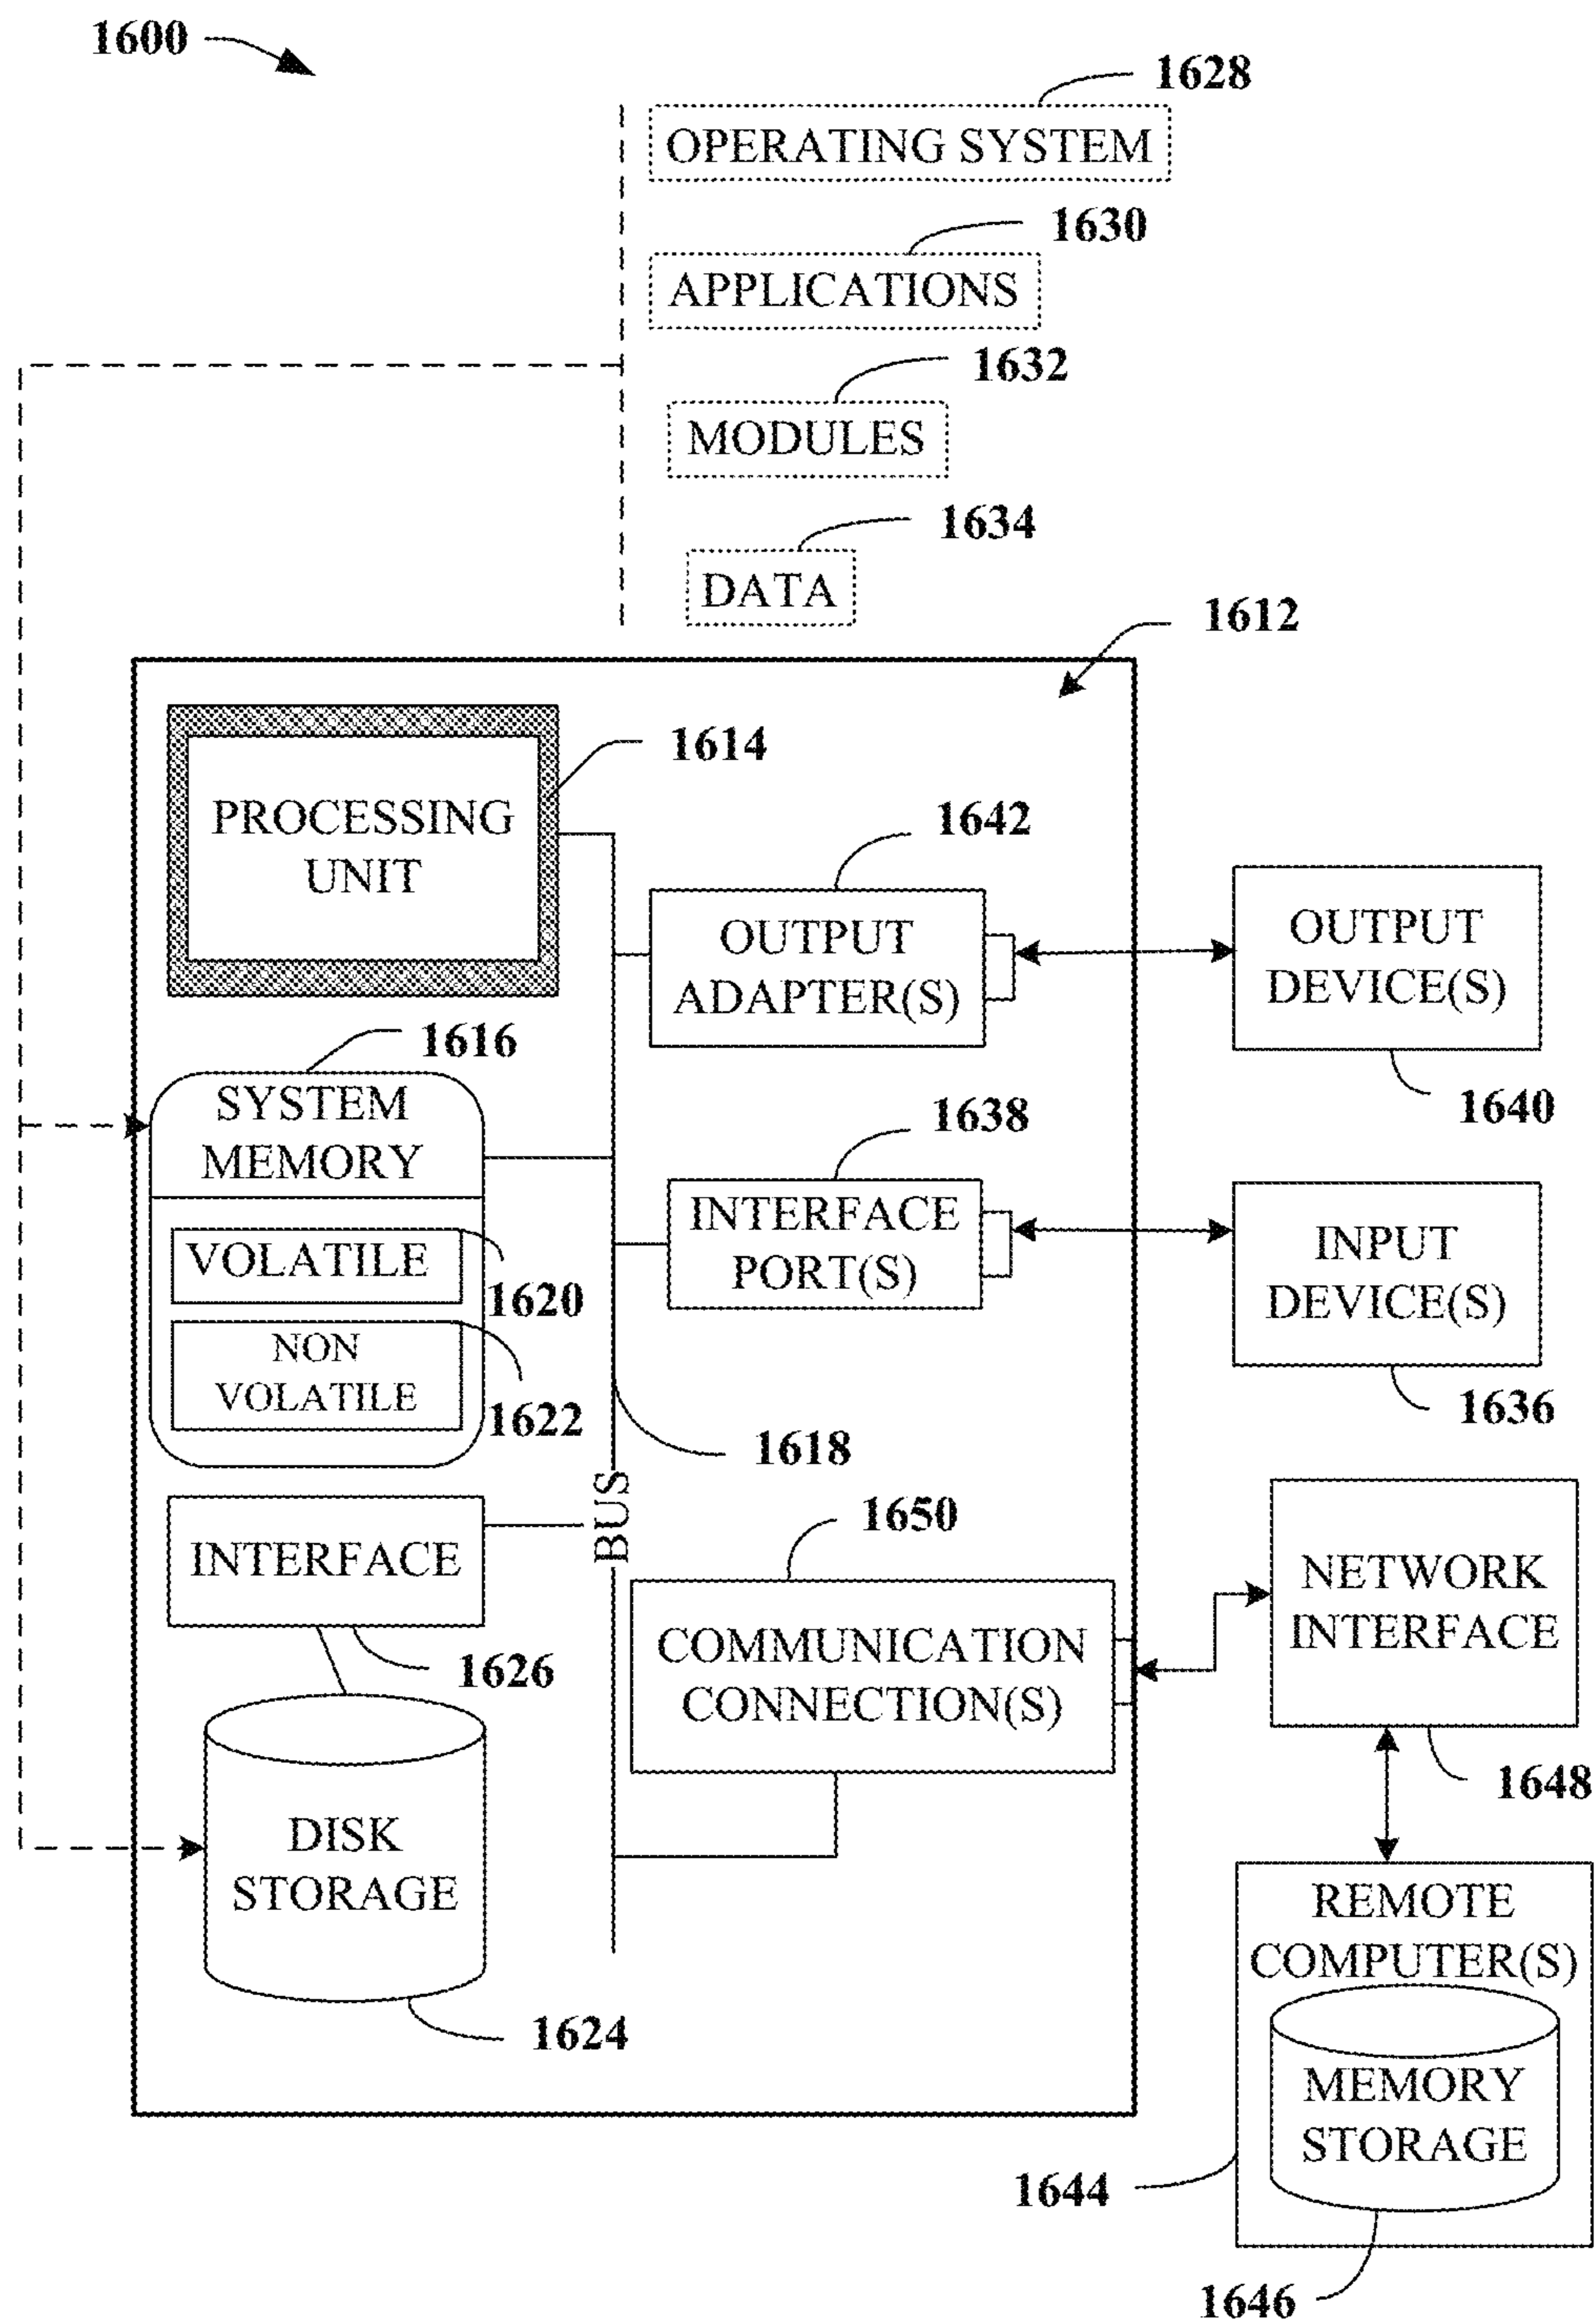 1600
1628
OPERATING SYSTEM
1630
APPLICATIONS
1632
MODULES
1634
DATA
1612
1614
PROCESSING
UNIT
1642
OUTPUT
ADAPTER(S)
OUTPUT
DEVICE(S)
1640
1616
SYSTEM
MEMORY
VOLATILE
1620
NON
VOLATILE
1622
1638
INTERFACE
PORT(S)
INPUT
DEVICE(S)
1636
1618
BUS
INTERFACE
1626
1650
COMMUNICATION
CONNECTION(S)
NETWORK
INTERFACE
1648
DISK
STORAGE
1624
REMOTE
COMPUTER(S)
MEMORY
STORAGE
1644
1646